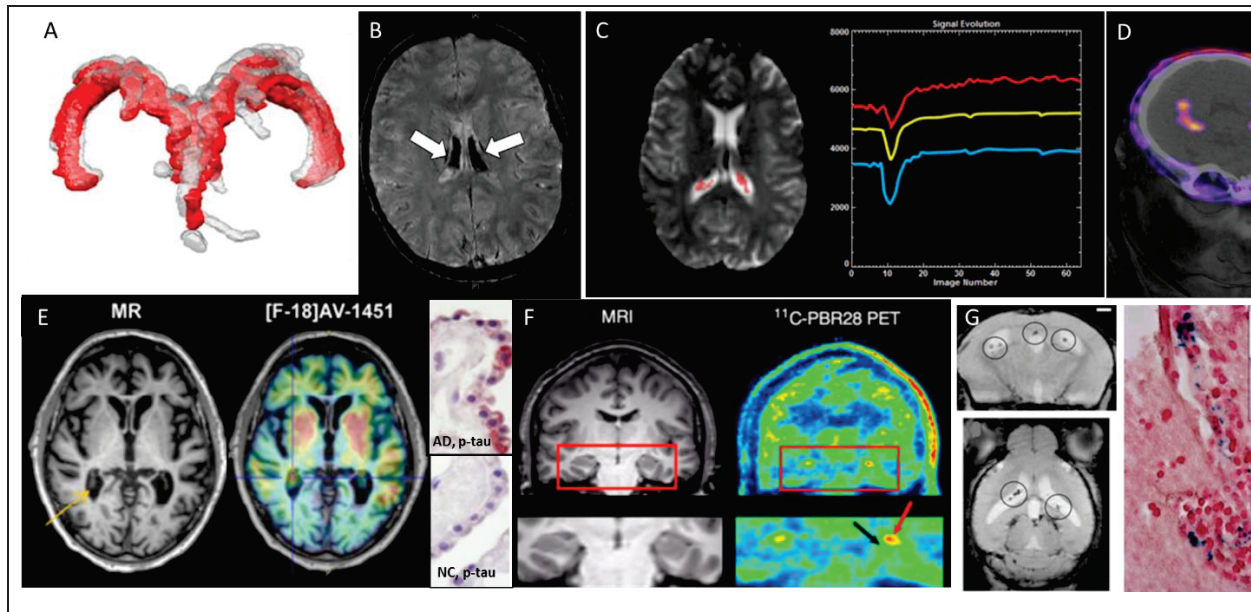 A
B
C
Signal Evolution
8000
6000
4000
2000
0
0
10
20
30
40
50
60
Image Number
D
E
MR
[F-18]AV-1451
AD, p-tau
NC, p-tau
F
MRI
¹¹C-PBR28 PET
G